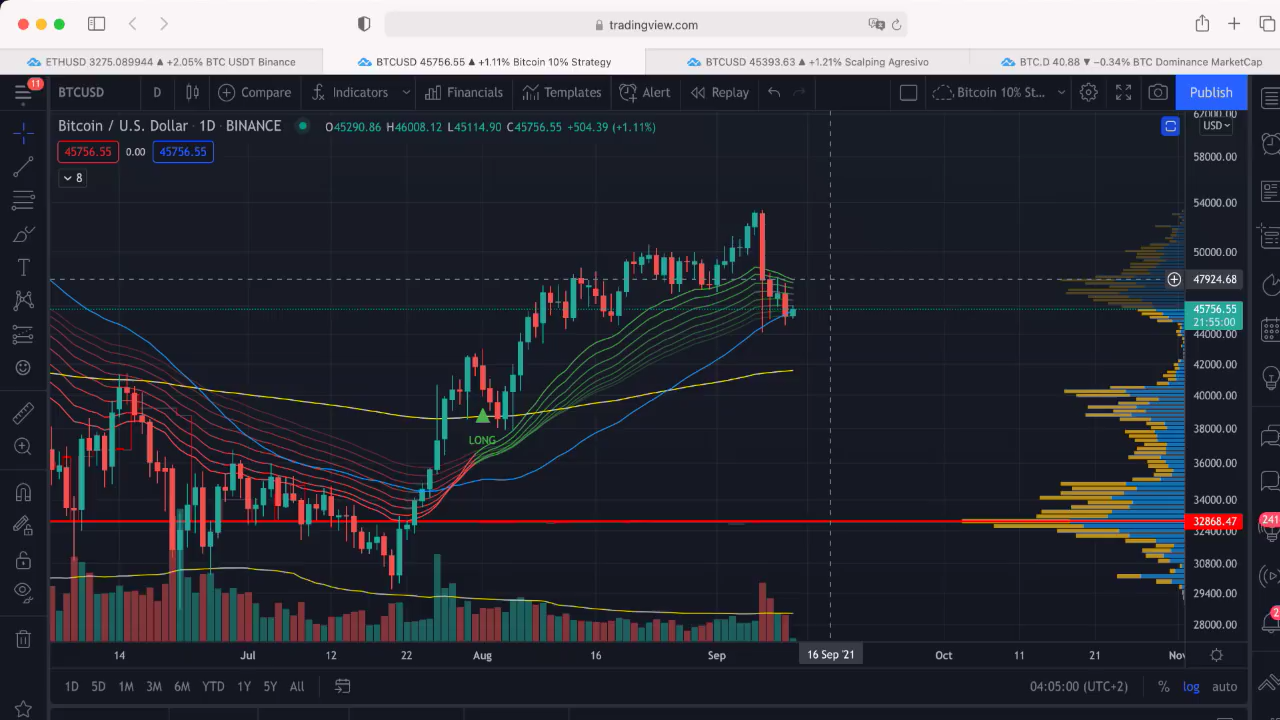 tradingview.com
ETHUSD 3275.089944 ▲ +2.05% BTC USDT Binance
BTCUSD 45756.55 ▲ +1.11% Bitcoin 10% Strategy
BTCUSD 45393.63 ▲ +1.21% Scalping Agresivo
BTC.D 40.88 ▼ −0.34% BTC Dominance MarketCap
11
BTCUSD
D
Compare
Indicators
Financials
Templates
Alert
Replay
Bitcoin 10% St...
Publish
Bitcoin / U.S. Dollar · 1D · BINANCE
O45290.86 H46008.12 L45114.90 C45756.55 +504.39 (+1.11%)
45756.55
0.00
45756.55
8
USD
67000.00
58000.00
54000.00
50000.00
47924.68
45756.55
21:55:00
44000.00
42000.00
40000.00
38000.00
36000.00
34000.00
32868.47
32400.00
30800.00
29400.00
28000.00
LONG
241
2
14
Jul
12
22
Aug
16
Sep
16 Sep '21
Oct
11
21
Nov
1D
5D
1M
3M
6M
YTD
1Y
5Y
All
04:05:00 (UTC+2)
%
log
auto